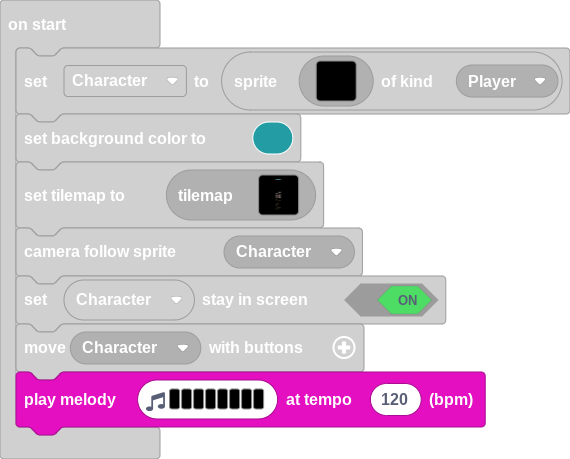 on start
set Character to sprite of kind Player
set background color to
set tilemap to tilemap
camera follow sprite Character
set Character stay in screen ON
move Character with buttons
play melody at tempo 120 (bpm)